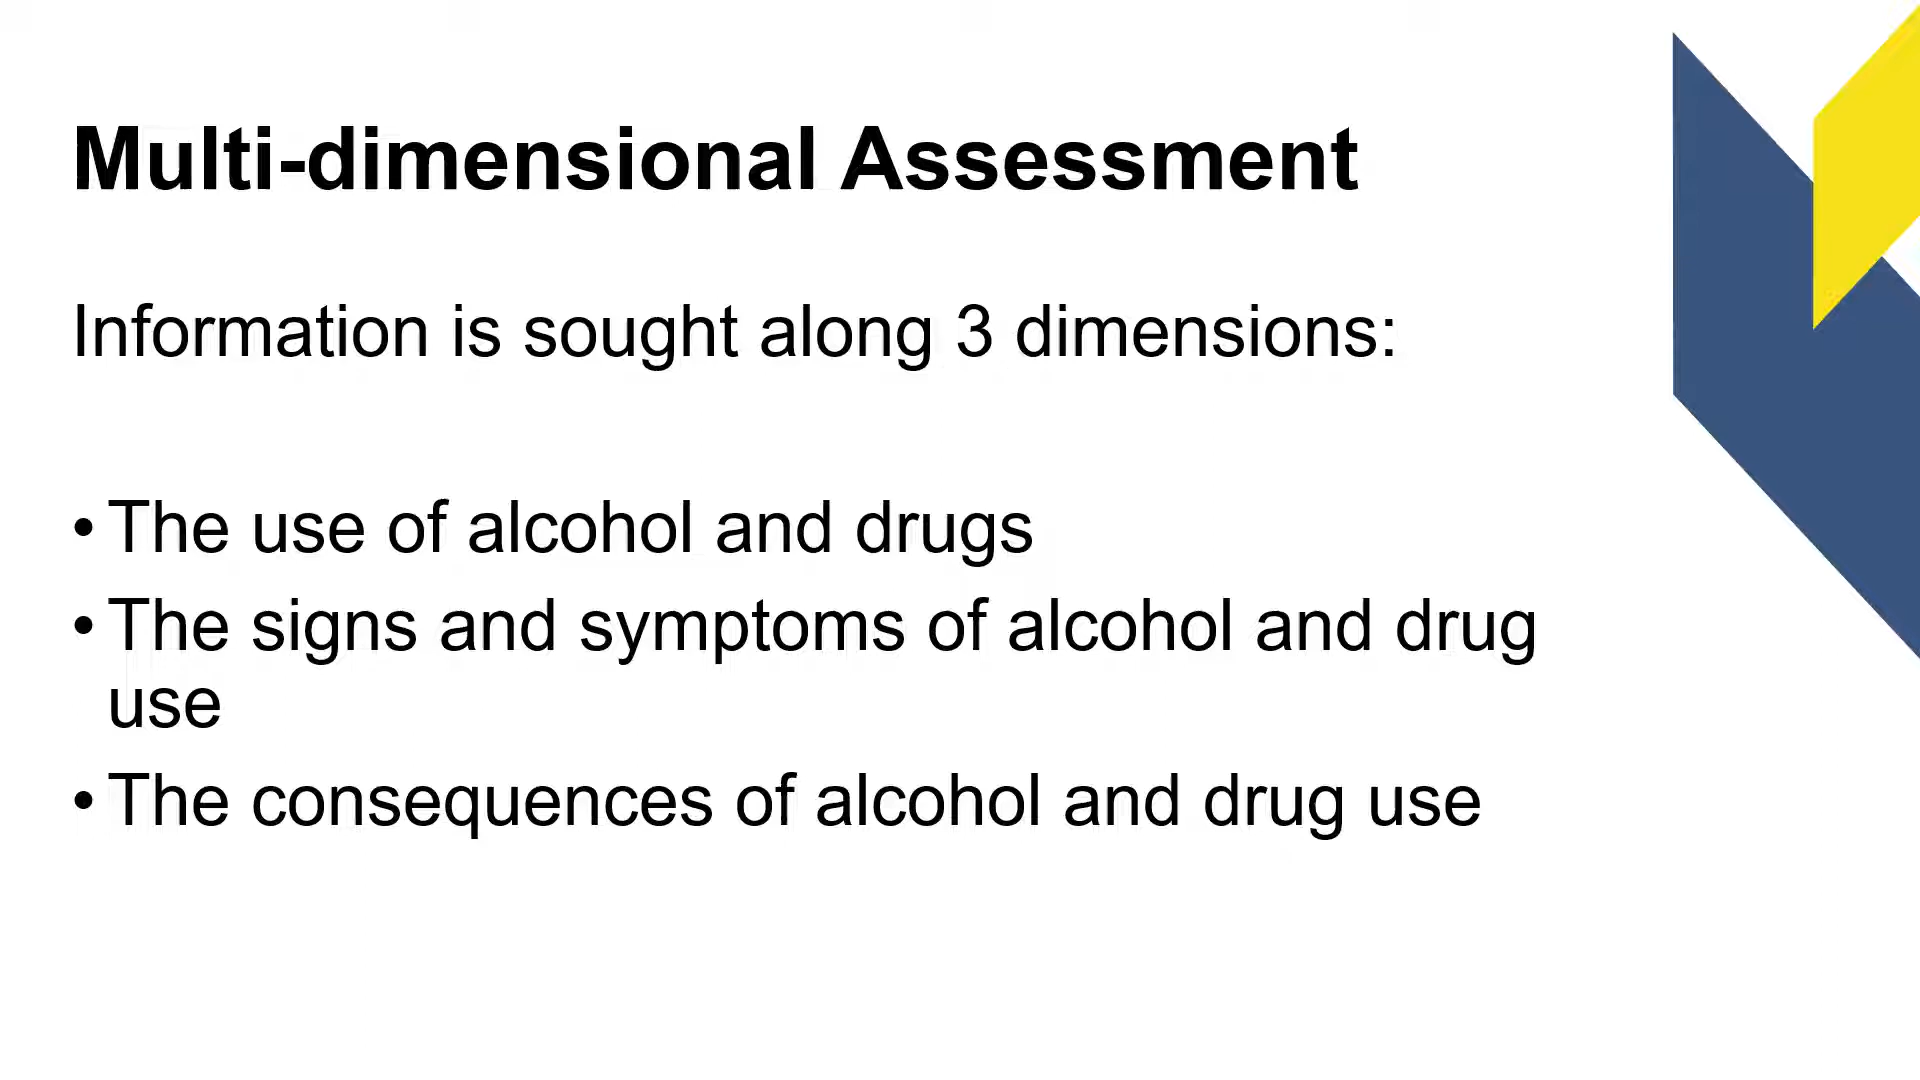 Multi-dimensional Assessment
Information is sought along 3 dimensions:
• The use of alcohol and drugs
• The signs and symptoms of alcohol and drug
use
• The consequences of alcohol and drug use